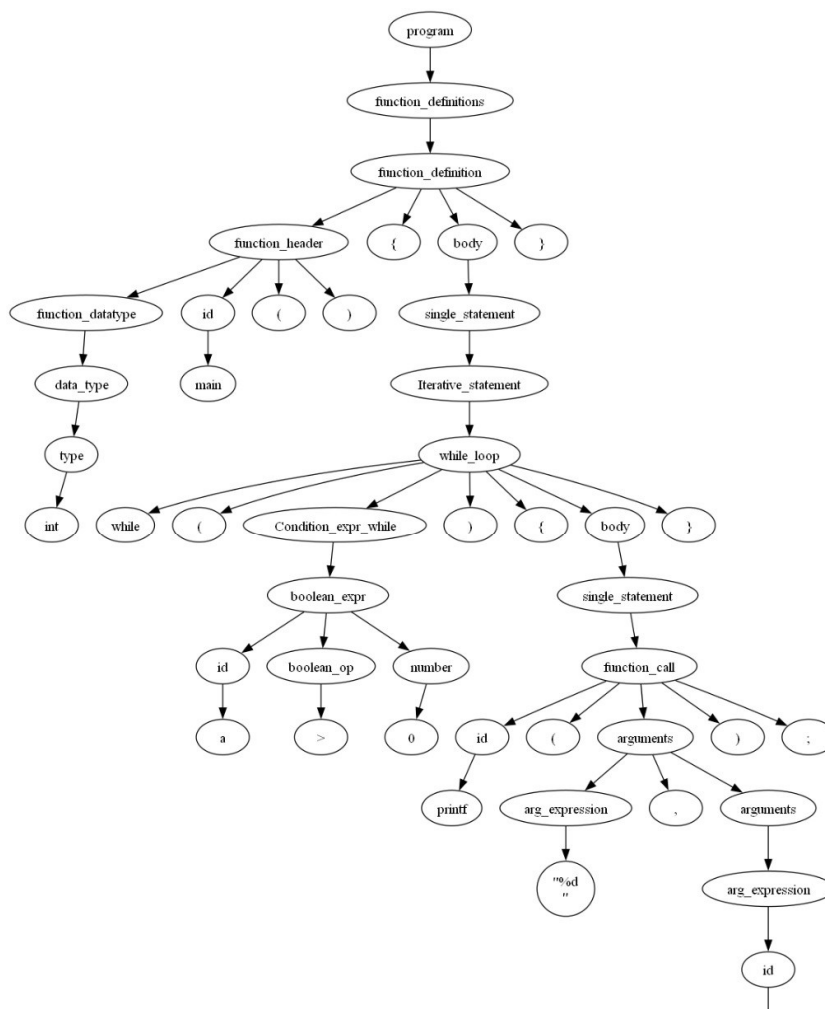 program
function_definitions
function_definition
function_header
{
body
}
function_datatype
id
(
)
single_statement
data_type
main
Iterative_statement
type
while_loop
int
while
(
Condition_expr_while
)
{
body
}
boolean_expr
single_statement
id
boolean_op
number
function_call
a
>
0
id
(
arguments
)
;
printf
arg_expression
,
arguments
"%d
"
arg_expression
id